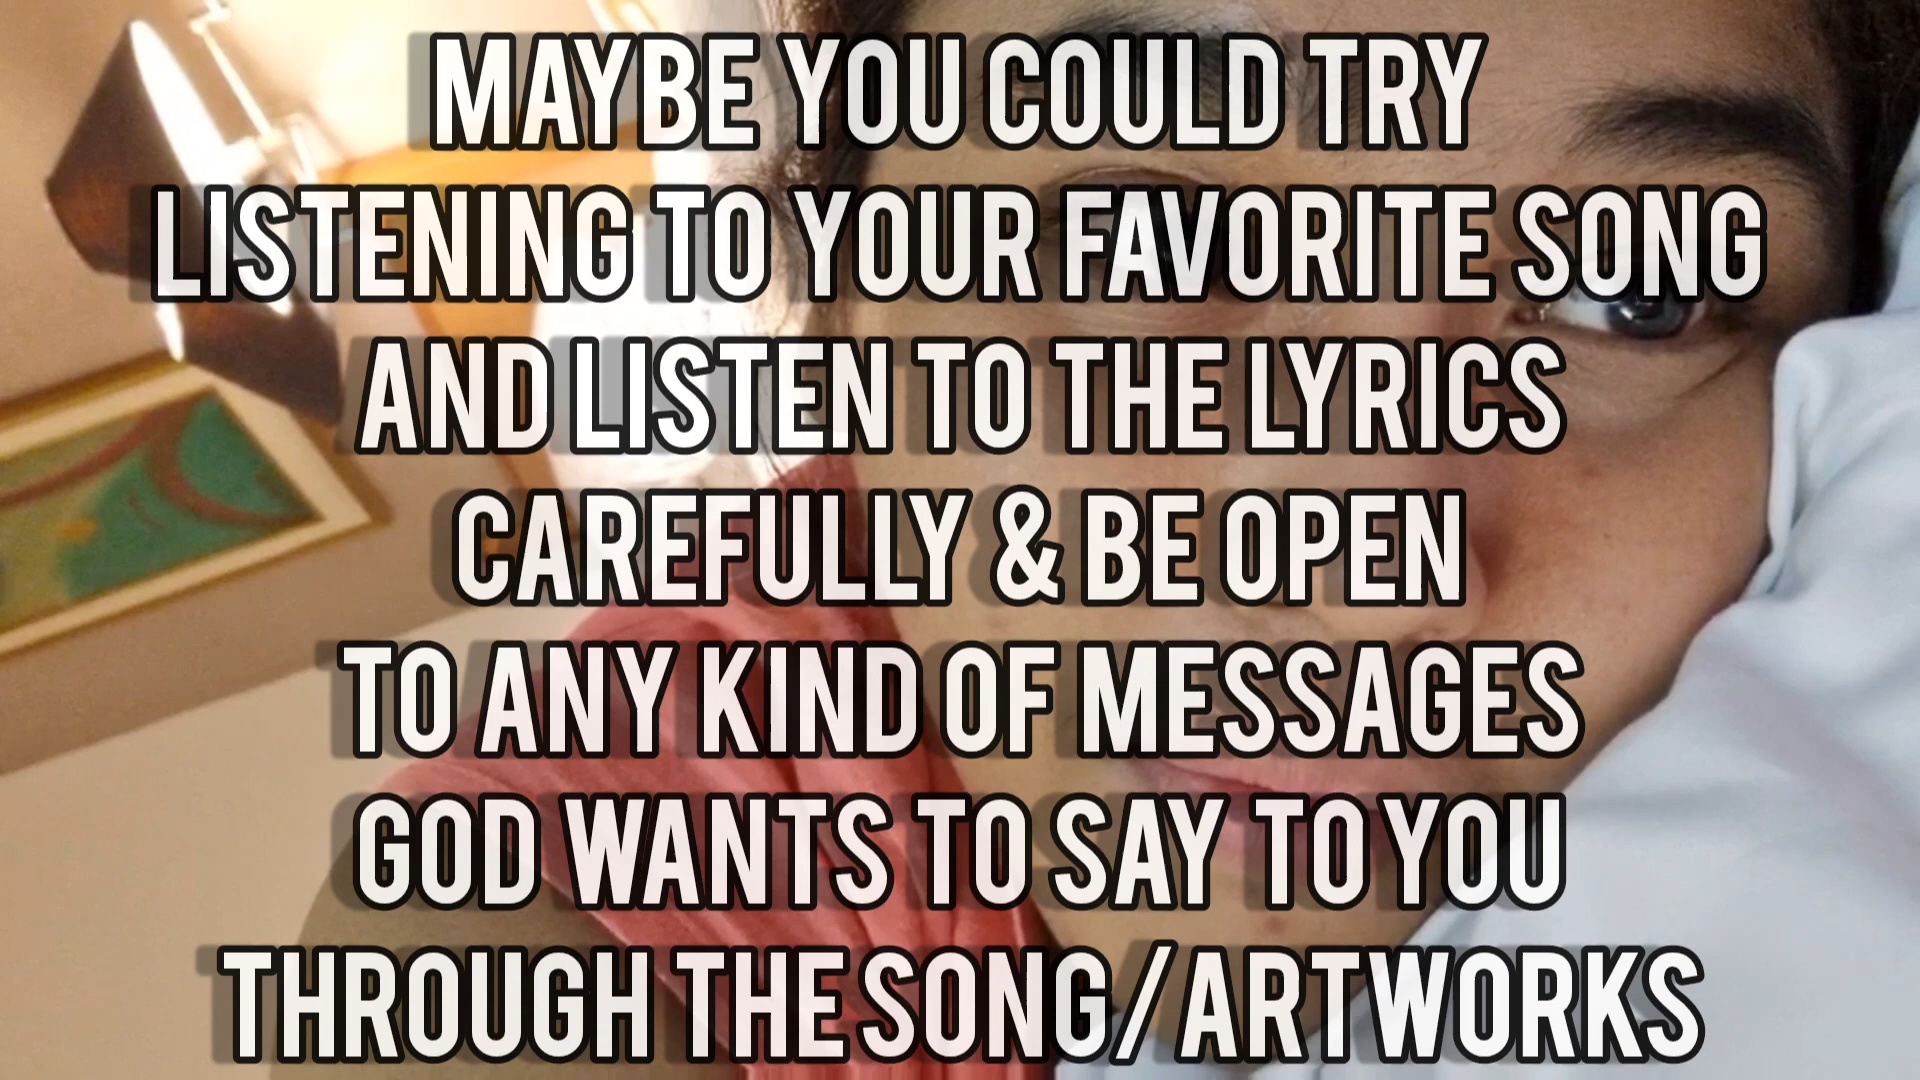 MAYBE YOU COULD TRY
LISTENING TO YOUR FAVORITE SONG
AND LISTEN TO THE LYRICS
CAREFULLY & BE OPEN
TO ANY KIND OF MESSAGES
GOD WANTS TO SAY TO YOU
THROUGH THE SONG/ARTWORKS